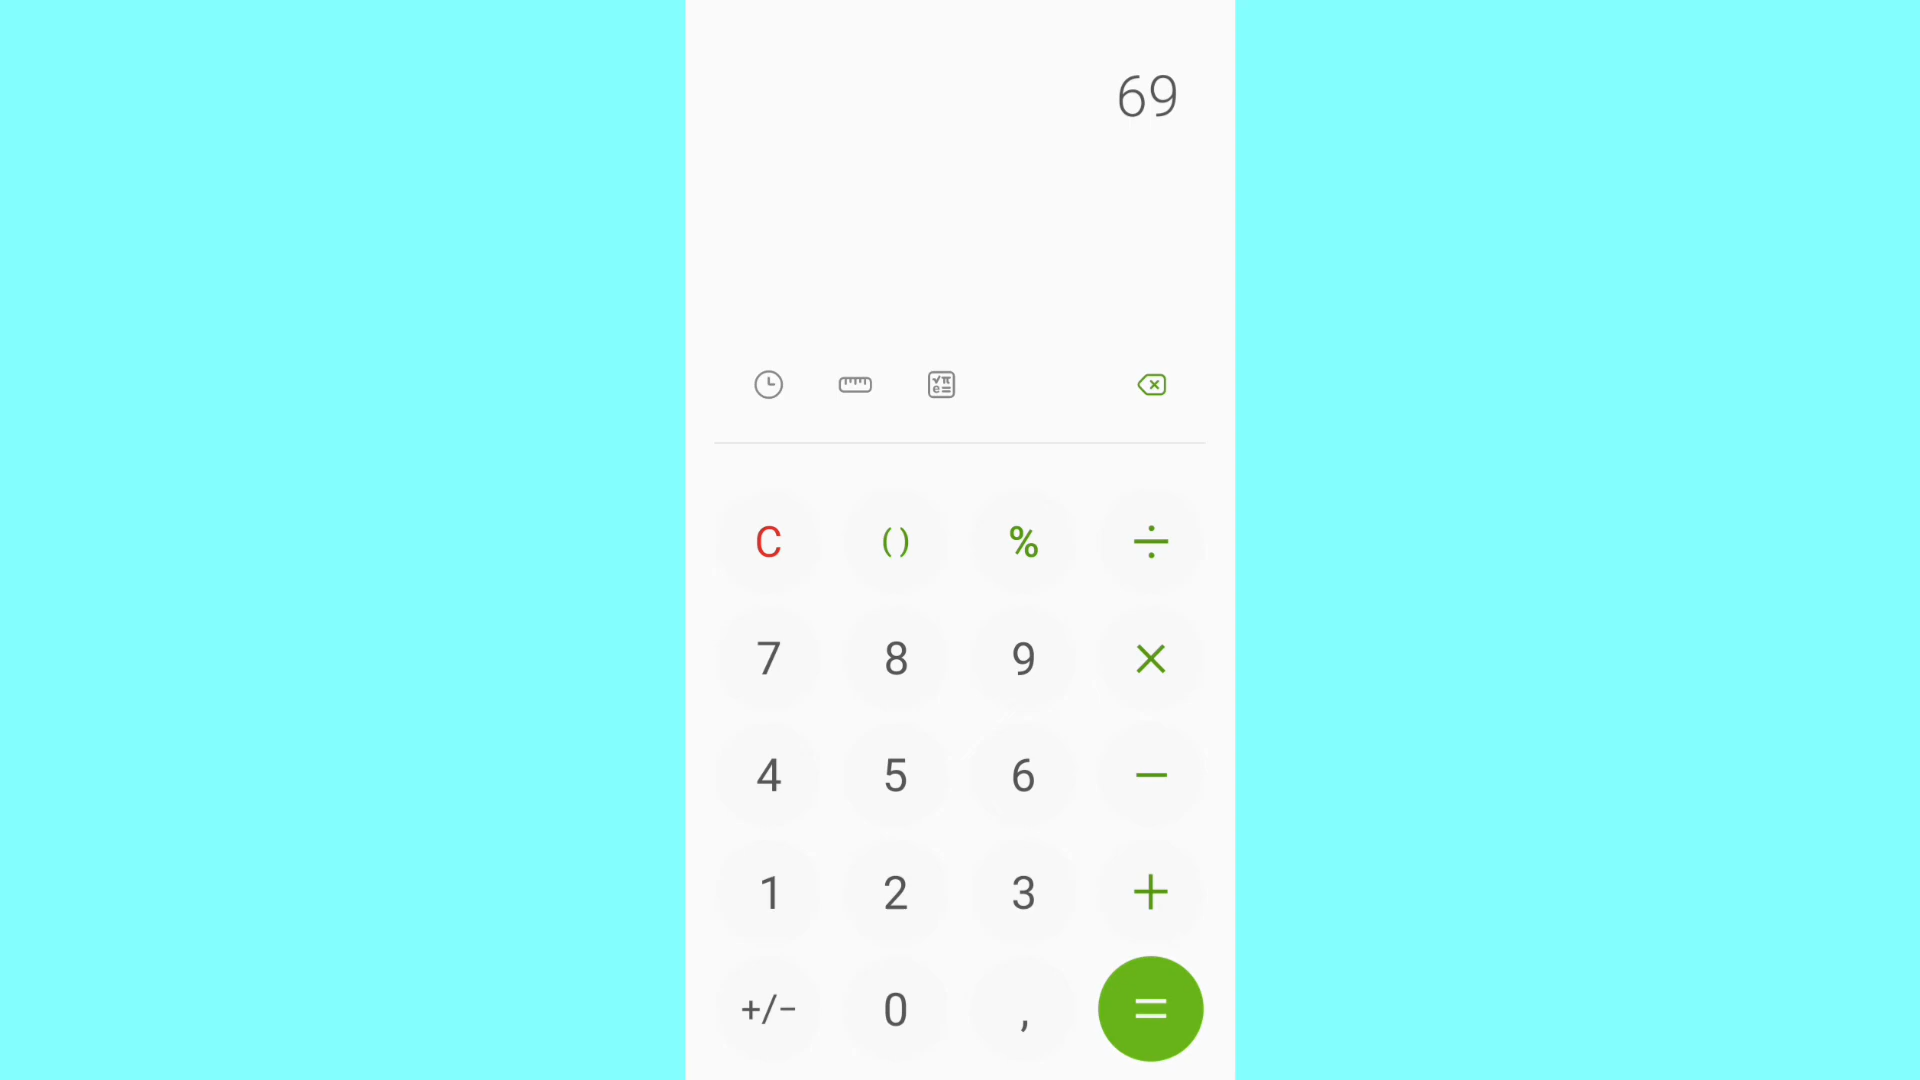 69
C ( ) % ÷
7 8 9 ×
4 5 6 −
1 2 3 +
+/− 0 , =